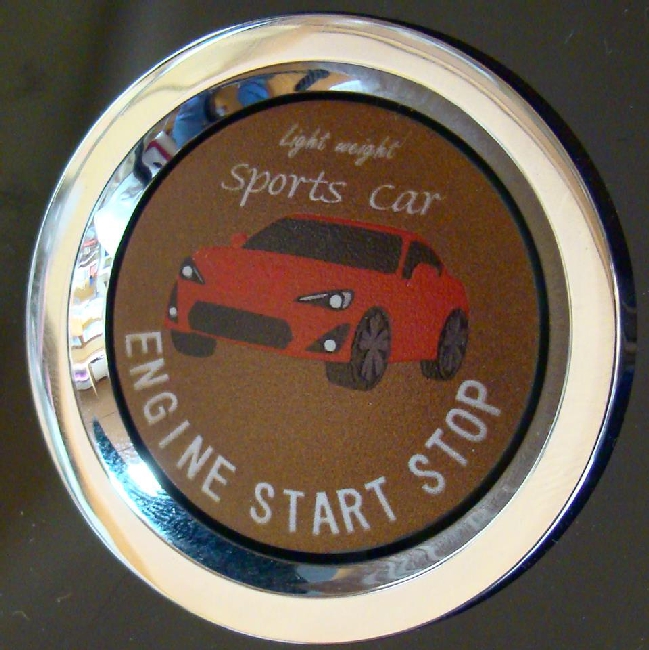 Light weight
Sports car
ENGINE START STOP